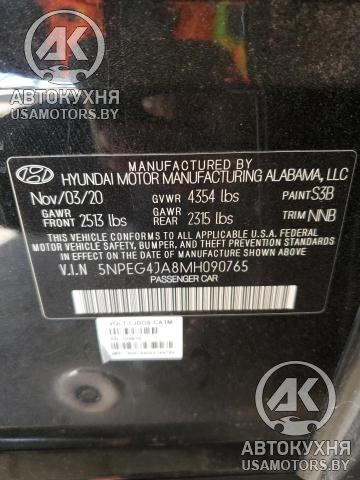 АК
АВТОКУХНЯ
USAMOTORS.BY
MANUFACTURED BY
HYUNDAI MOTOR MANUFACTURING ALABAMA, LLC
Nov/03/20 GVWR 4354 lbs PAINT S3B
GAWR FRONT 2513 lbs GAWR REAR 2315 lbs TRIM NNB
THIS VEHICLE CONFORMS TO ALL APPLICABLE U.S. FEDERAL
MOTOR VEHICLE SAFETY, BUMPER, AND THEFT PREVENTION
STANDARDS IN EFFECT ON THE DATE OF
MANUFACTURE SHOWN ABOVE.
V.I.N 5NPEG4JA8MH090765
PASSENGER CAR
АК
АВТОКУХНЯ
USAMOTORS.BY